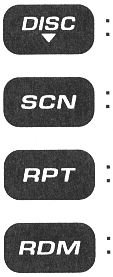 DISC :
SCN :
RPT :
RDM :